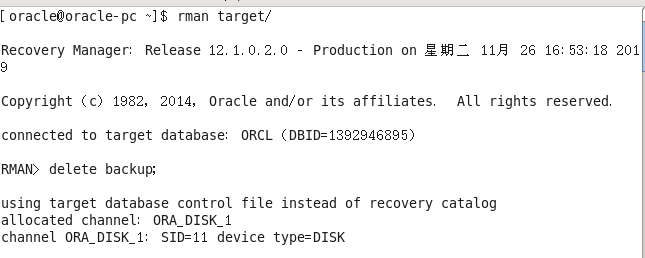 [oracle@oracle-pc ~]$ rman target/
Recovery Manager: Release 12.1.0.2.0 - Production on 星期二 11月 26 16:53:18 201
9
Copyright (c) 1982, 2014, Oracle and/or its affiliates.  All rights reserved.
connected to target database: ORCL (DBID=1392946895)
RMAN> delete backup;
using target database control file instead of recovery catalog
allocated channel: ORA_DISK_1
channel ORA_DISK_1: SID=11 device type=DISK